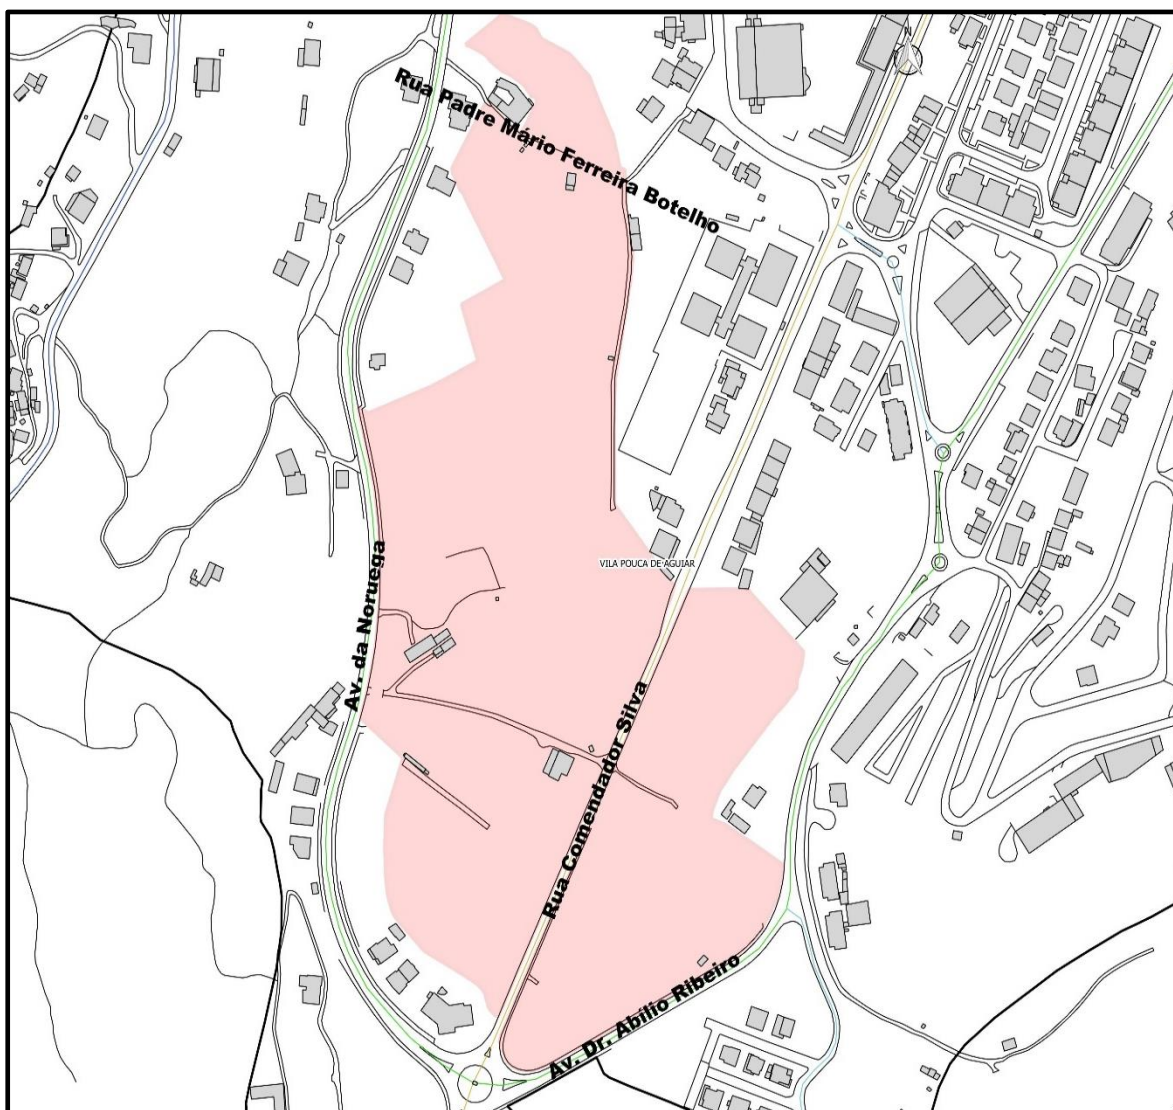 Rua Padre Mário Ferreira Botelho
VILA POUCA DE AGUIAR
Av. da Noruega
Rua Comendador Silva
Av. Dr. Abílio Ribeiro